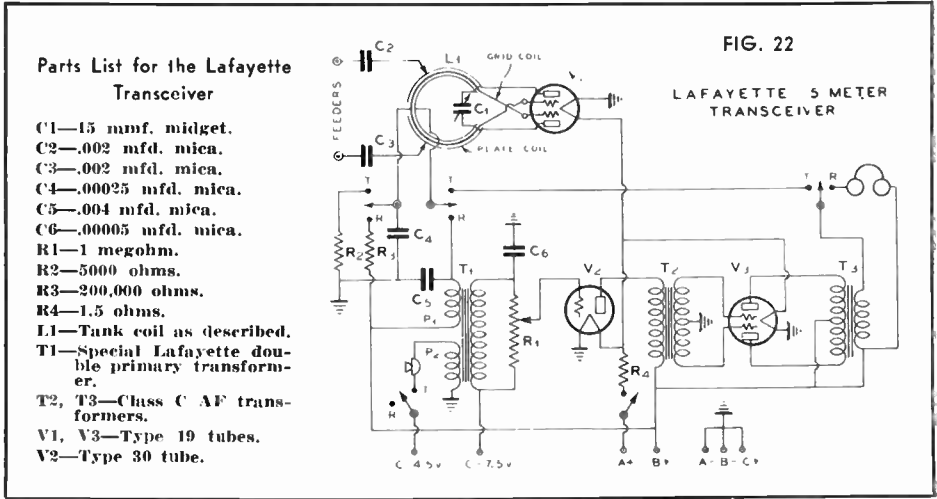 Parts List for the Lafayette
Transceiver
C1—15 mmf. midget.
C2—.002 mfd. mica.
C3—.002 mfd. mica.
C4—.00025 mfd. mica.
C5—.004 mfd. mica.
C6—.00005 mfd. mica.
R1—1 megohm.
R2—5000 ohms.
R3—200,000 ohms.
R4—1.5 ohms.
L1—Tank coil as described.
T1—Special Lafayette dou-
ble primary transform-
er.
T2, T3—Class C AF trans-
formers.
V1, V3—Type 19 tubes.
V2—Type 30 tube.
FIG. 22
LAFAYETTE 5 METER
TRANSCEIVER
FEEDERS
C2
L1
GRID COIL
C1
C3
PLATE COIL
T
T
T
R
R
R
R2
R3
C4
C6
C5
T1
V2
T2
V3
T3
P1
R1
P2
R4
T
R
C-4.5v
C-7.5v
A+
B+
A-
B-
C+